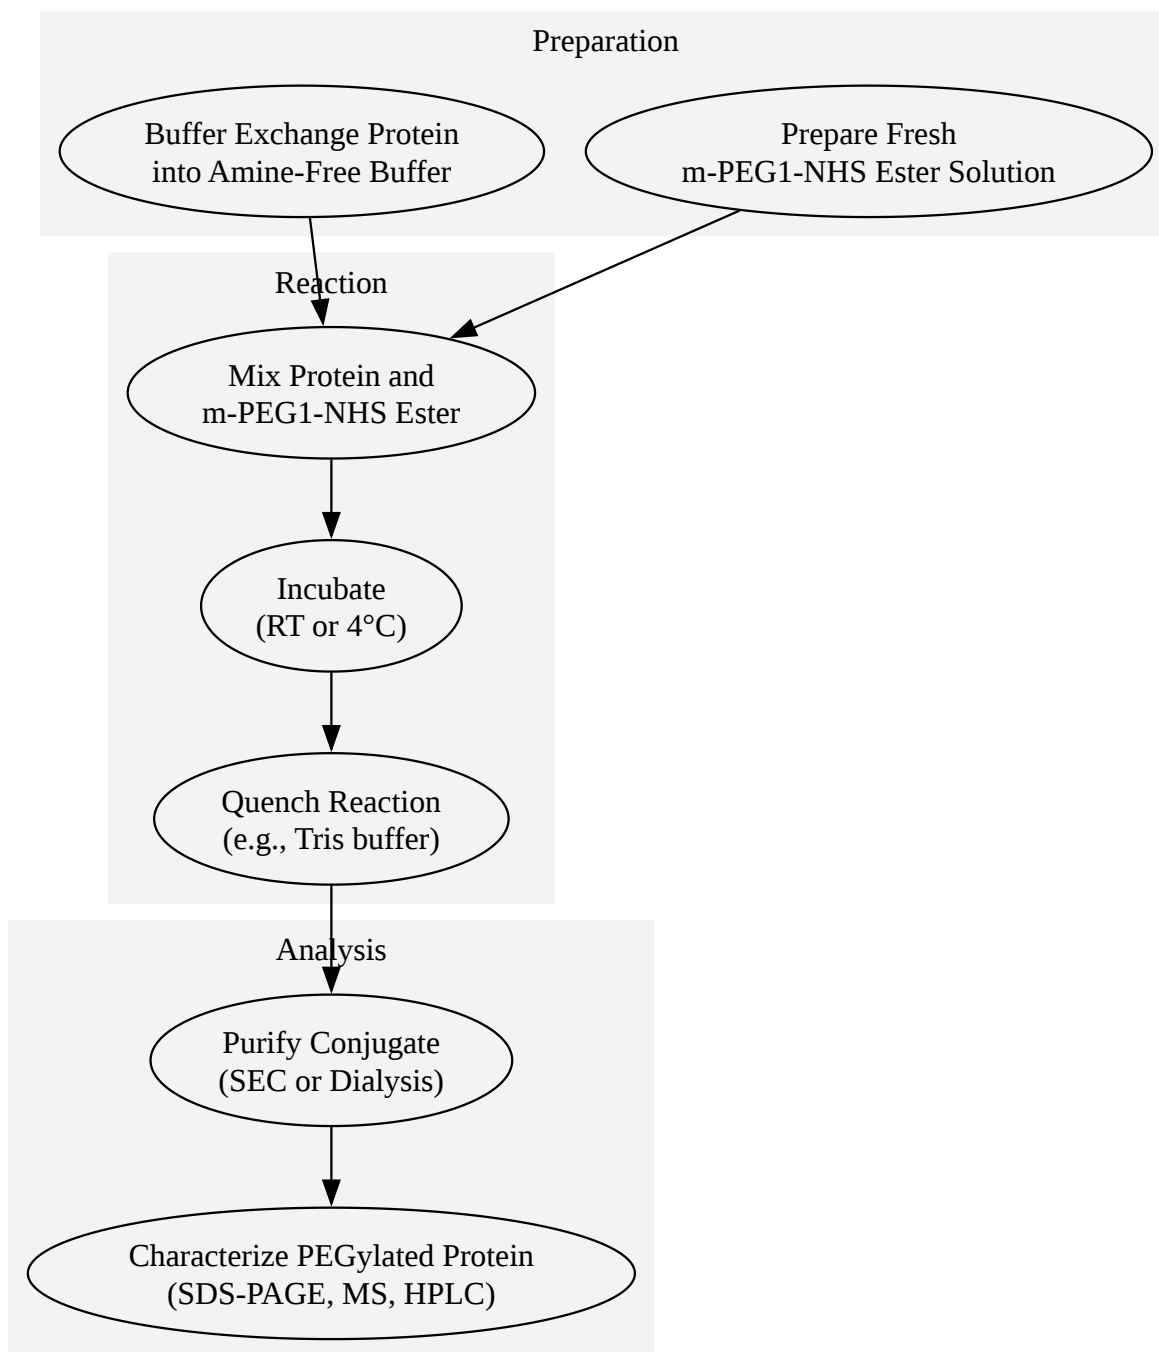 Preparation
Buffer Exchange Protein
into Amine-Free Buffer
Prepare Fresh
m-PEG1-NHS Ester Solution
Reaction
Mix Protein and
m-PEG1-NHS Ester
Incubate
(RT or 4°C)
Quench Reaction
(e.g., Tris buffer)
Analysis
Purify Conjugate
(SEC or Dialysis)
Characterize PEGylated Protein
(SDS-PAGE, MS, HPLC)